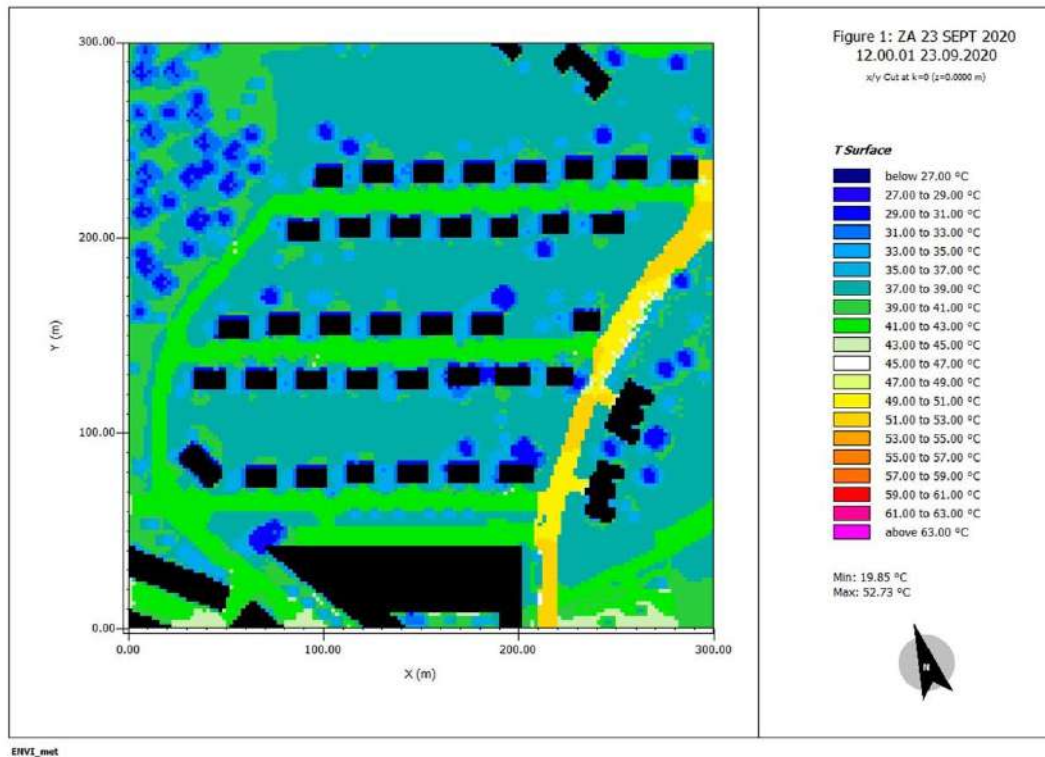 Figure 1: ZA 23 SEPT 2020
12.00.01 23.09.2020
x/y Cut at k=0 (z=0.0000 m)
300.00
200.00
100.00
0.00
Y (m)
0.00 100.00 200.00 300.00
X (m)
T Surface
below 27.00 °C
27.00 to 29.00 °C
29.00 to 31.00 °C
31.00 to 33.00 °C
33.00 to 35.00 °C
35.00 to 37.00 °C
37.00 to 39.00 °C
39.00 to 41.00 °C
41.00 to 43.00 °C
43.00 to 45.00 °C
45.00 to 47.00 °C
47.00 to 49.00 °C
49.00 to 51.00 °C
51.00 to 53.00 °C
53.00 to 55.00 °C
55.00 to 57.00 °C
57.00 to 59.00 °C
59.00 to 61.00 °C
61.00 to 63.00 °C
above 63.00 °C
Min: 19.85 °C
Max: 52.73 °C
N
ENVI_met